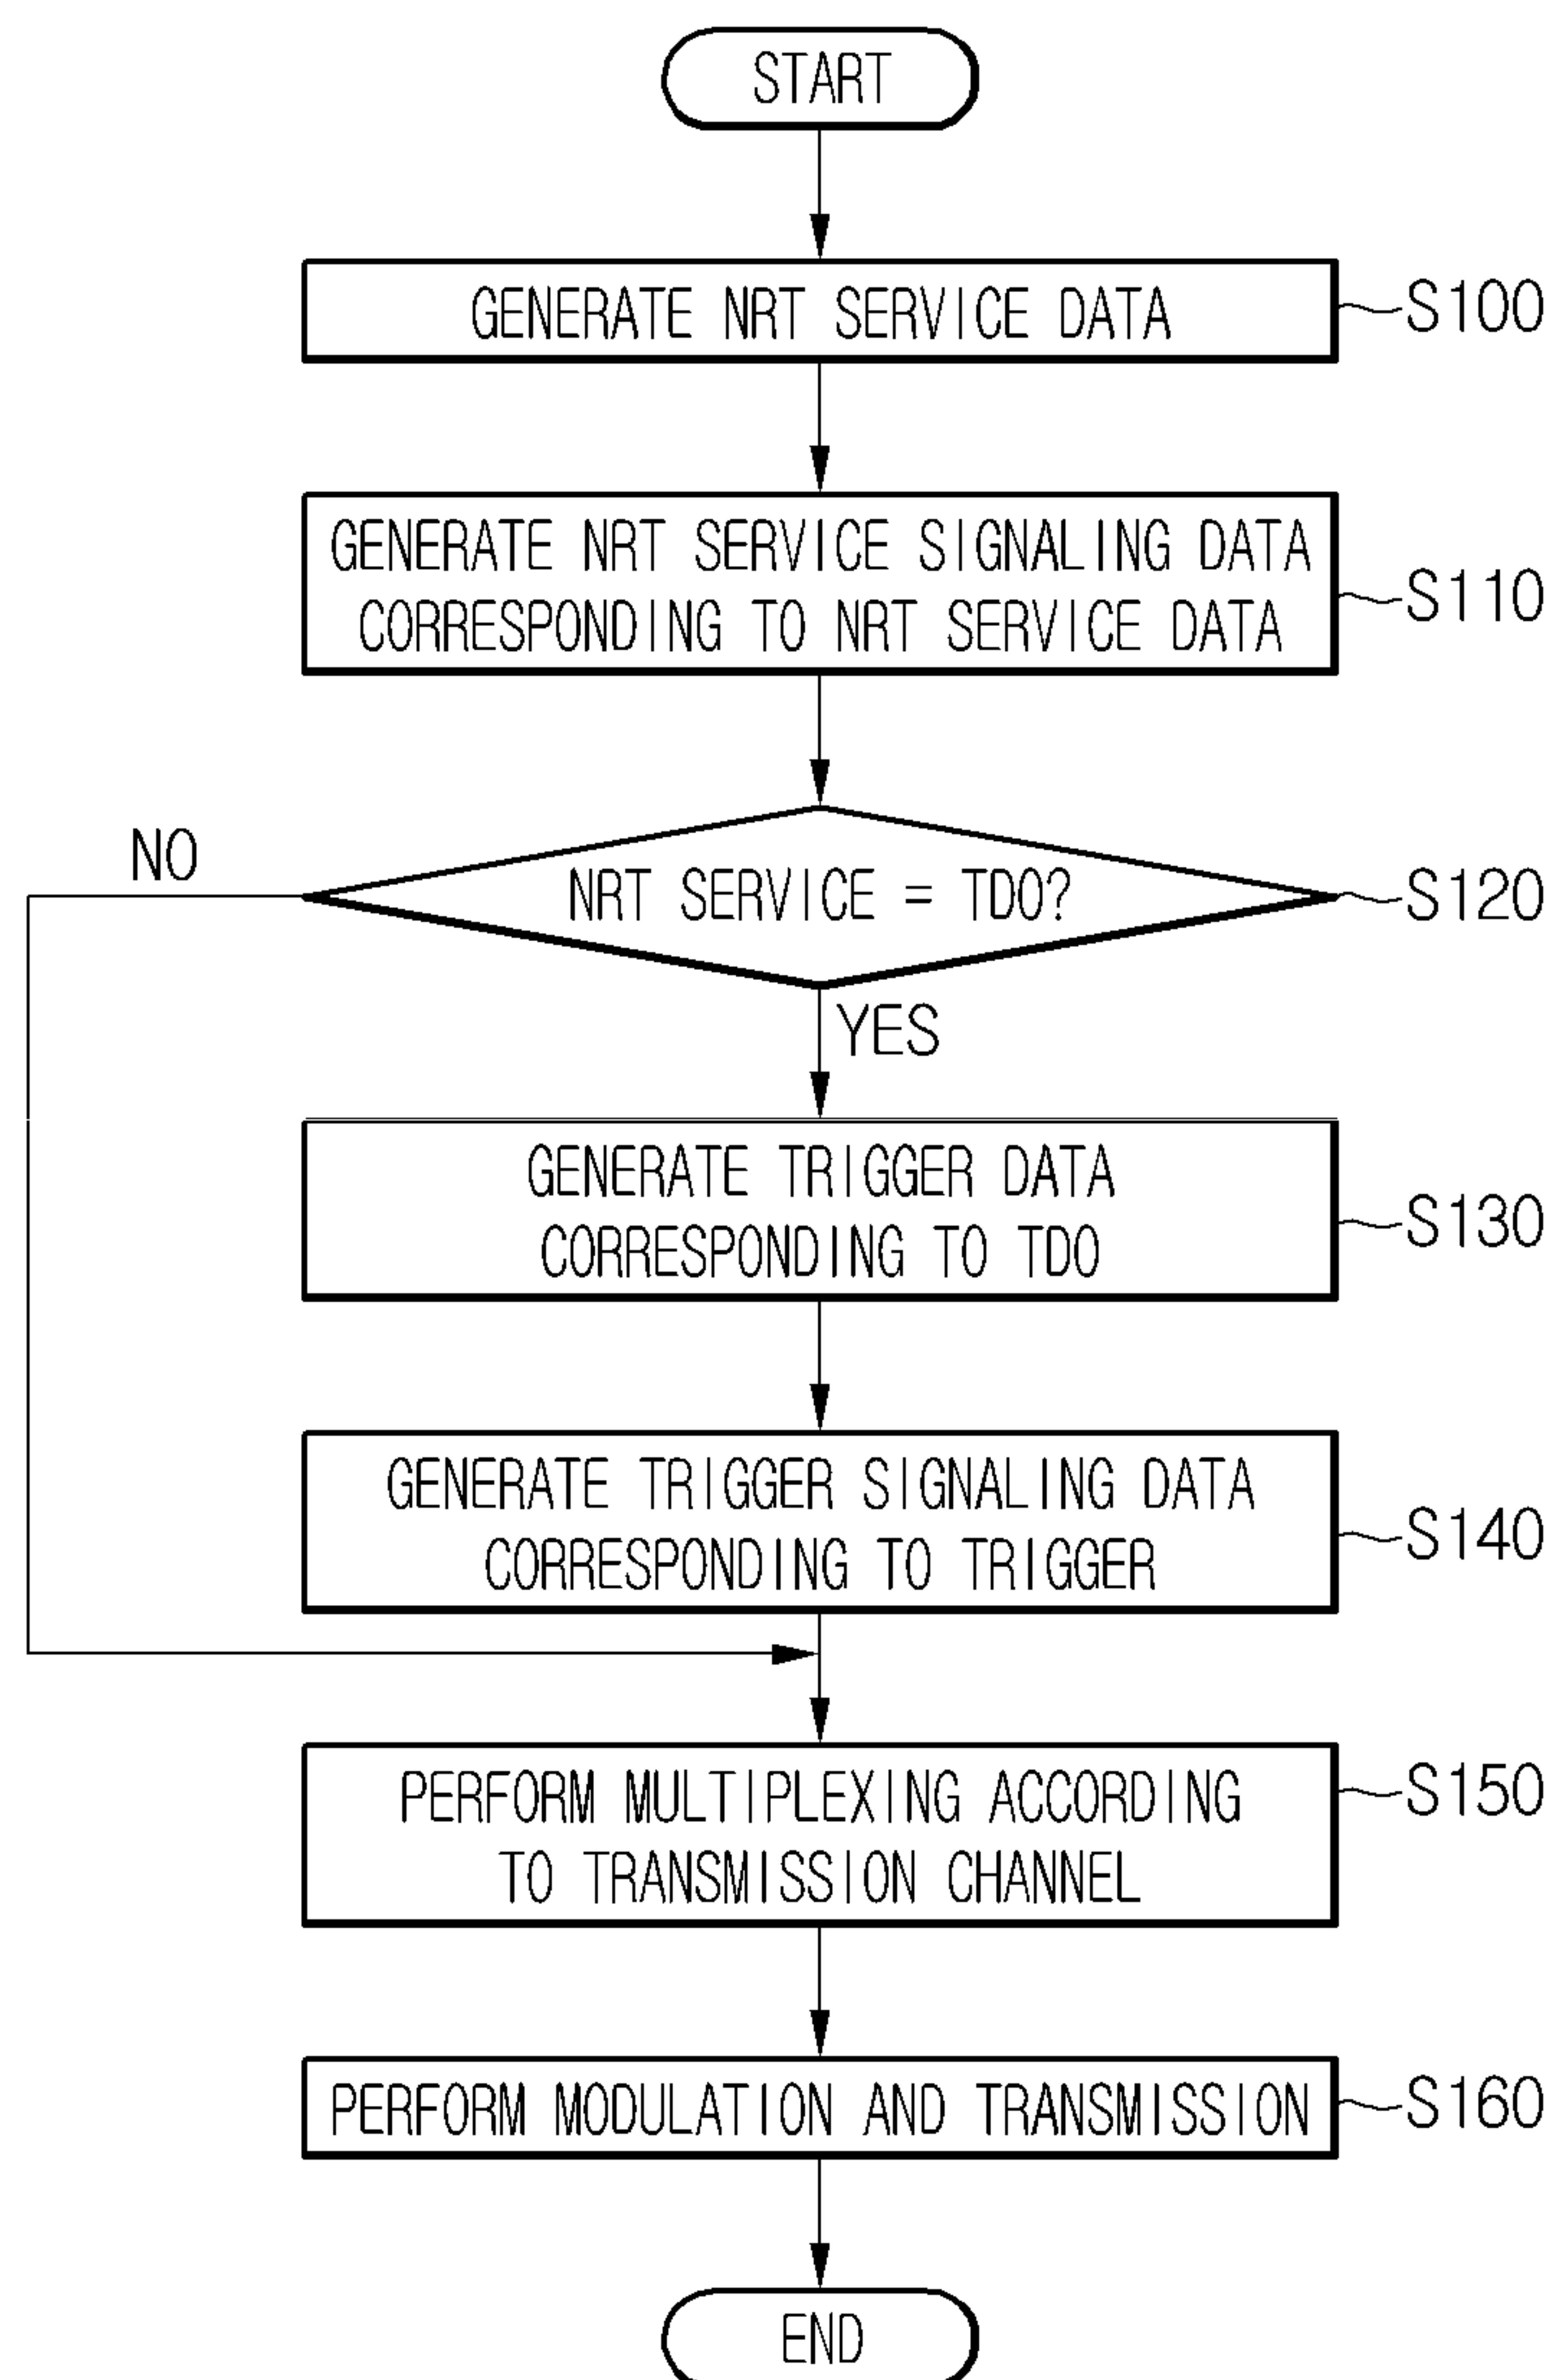 START
GENERATE NRT SERVICE DATA
S100
GENERATE NRT SERVICE SIGNALING DATA
CORRESPONDING TO NRT SERVICE DATA
S110
NO
NRT SERVICE = TDO?
S120
YES
GENERATE TRIGGER DATA
CORRESPONDING TO TDO
S130
GENERATE TRIGGER SIGNALING DATA
CORRESPONDING TO TRIGGER
S140
PERFORM MULTIPLEXING ACCORDING
TO TRANSMISSION CHANNEL
S150
PERFORM MODULATION AND TRANSMISSION
S160
END